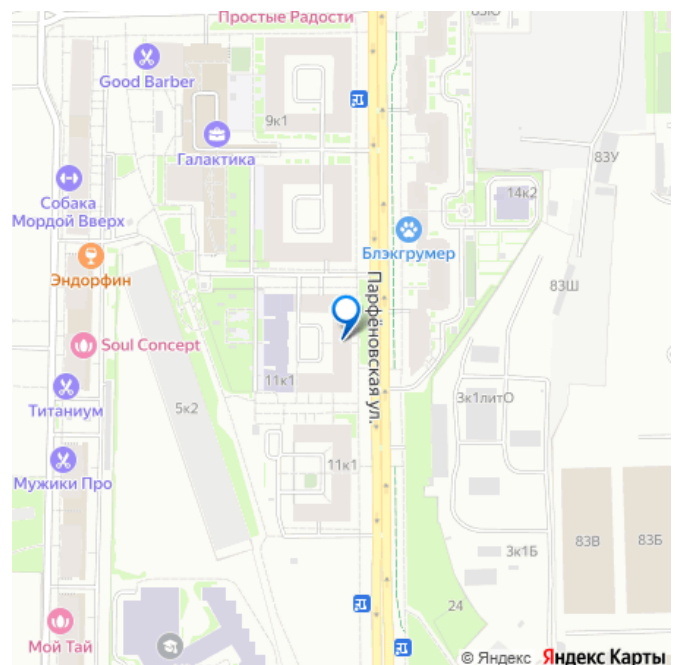 Простые Радости
Good Barber
9к1
Галактика
83У
14к2
Собака
Мордой Вверх
Блэкгрумер
Эндорфин
83Ш
Парфёновская ул.
Soul Concept
11к1
Титаниум
5к2
3к1литО
11к1
Мужики Про
83В
83Б
3к1Б
24
Мой Тай
© Яндекс Яндекс Карты